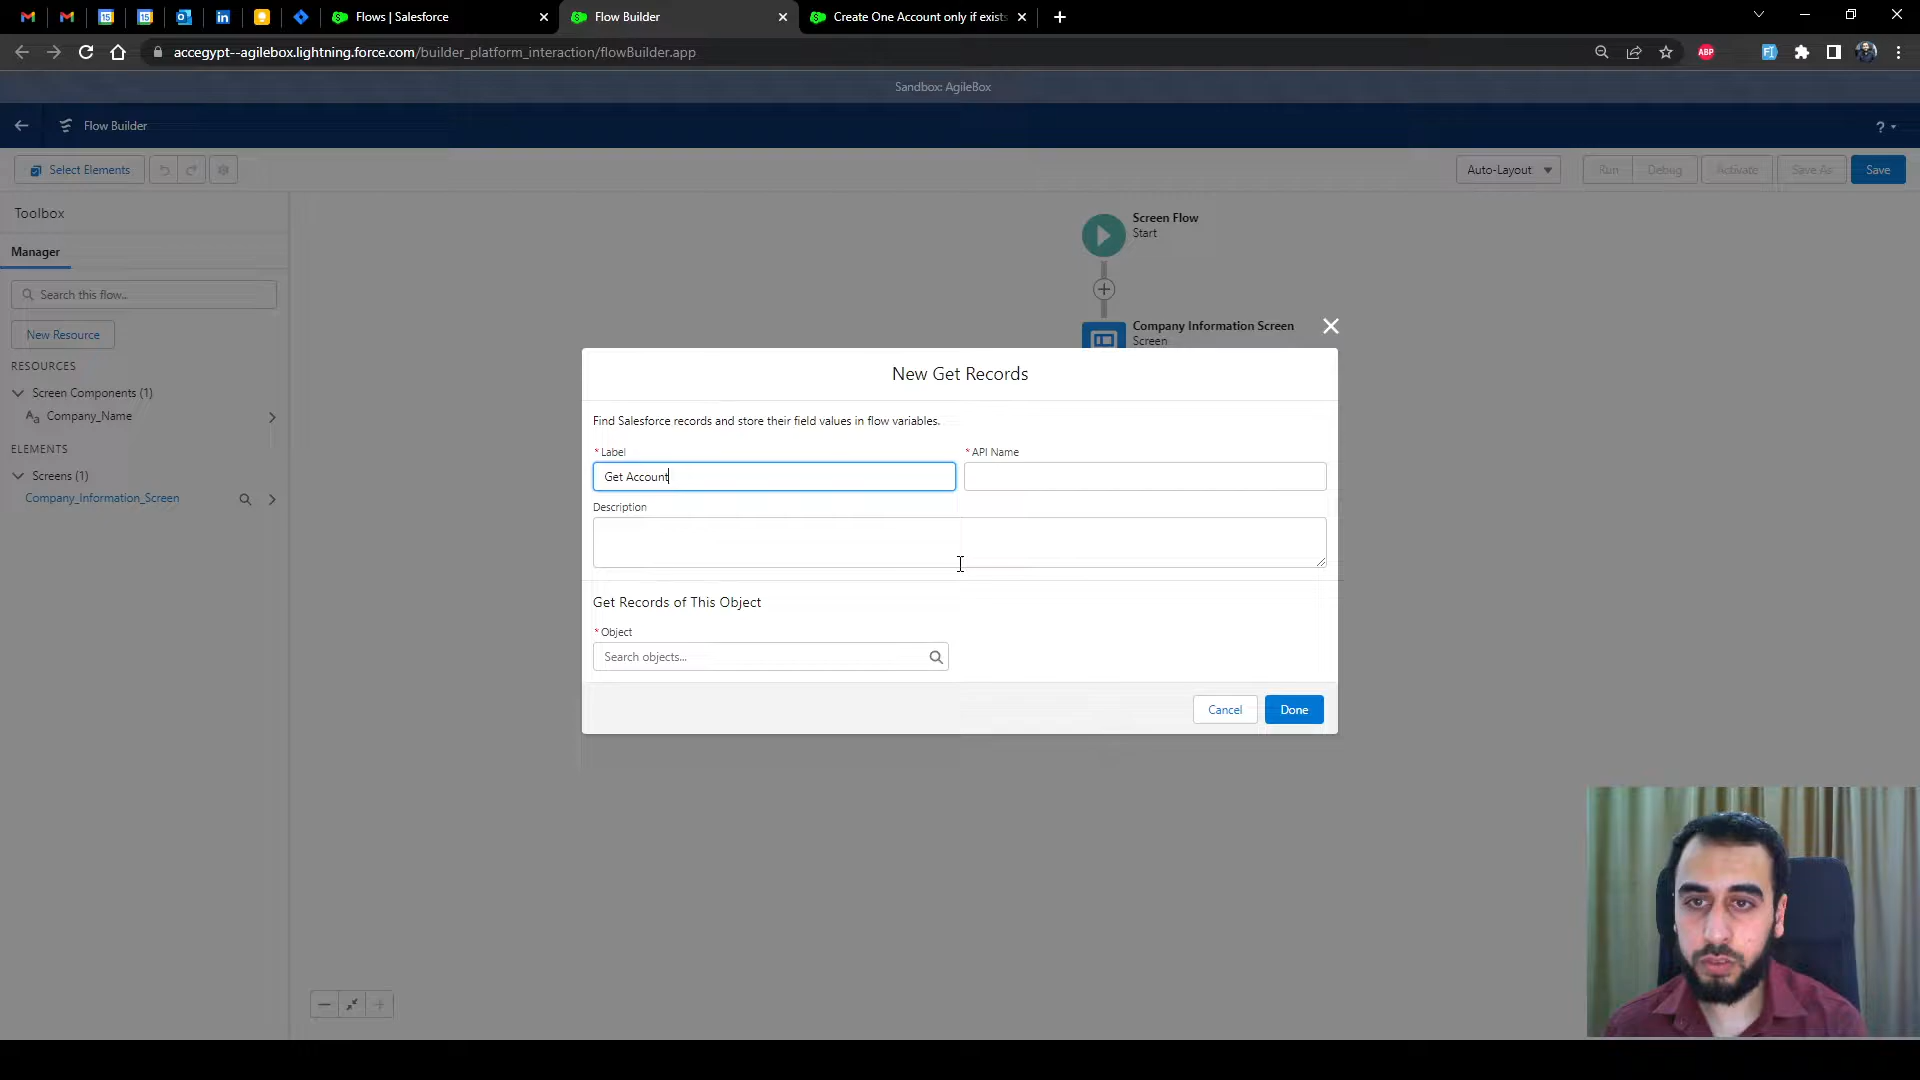 Flows | Salesforce
Flow Builder
Create One Account only if exists
accegypt--agilebox.lightning.force.com/builder_platform_interaction/flowBuilder.app
ABP
Sandbox: AgileBox
Flow Builder
?
Select Elements
Auto-Layout
Run
Debug
Activate
Save As
Save
Toolbox
Manager
Search this flow...
New Resource
RESOURCES
Screen Components (1)
Company_Name
ELEMENTS
Screens (1)
Company_Information_Screen
Screen Flow
Start
Company Information Screen
Screen
New Get Records
Find Salesforce records and store their field values in flow variables.
* Label
* API Name
Get Account
Description
Get Records of This Object
* Object
Search objects...
Cancel
Done